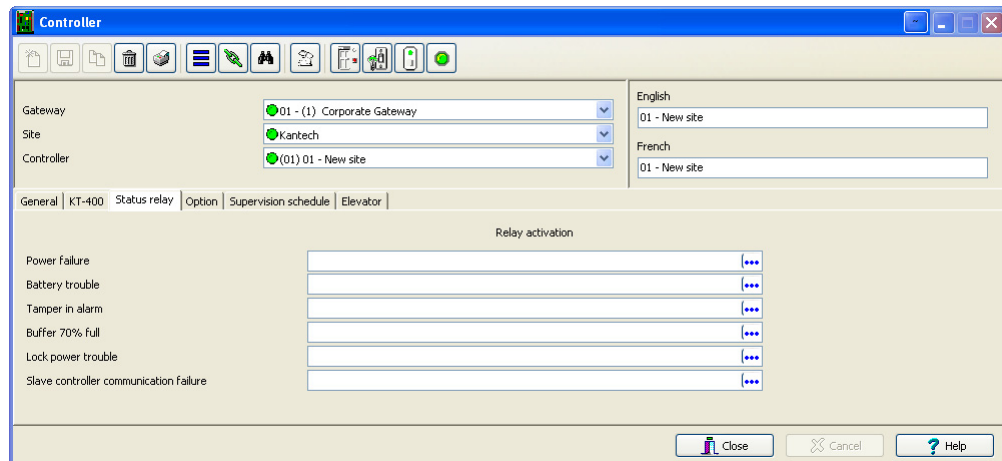 Controller
Gateway
01 - (1) Corporate Gateway
Site
Kantech
Controller
(01) 01 - New site
English
01 - New site
French
01 - New site
General KT-400 Status relay Option Supervision schedule Elevator
Relay activation
Power failure
Battery trouble
Tamper in alarm
Buffer 70% full
Lock power trouble
Slave controller communication failure
Close Cancel ? Help